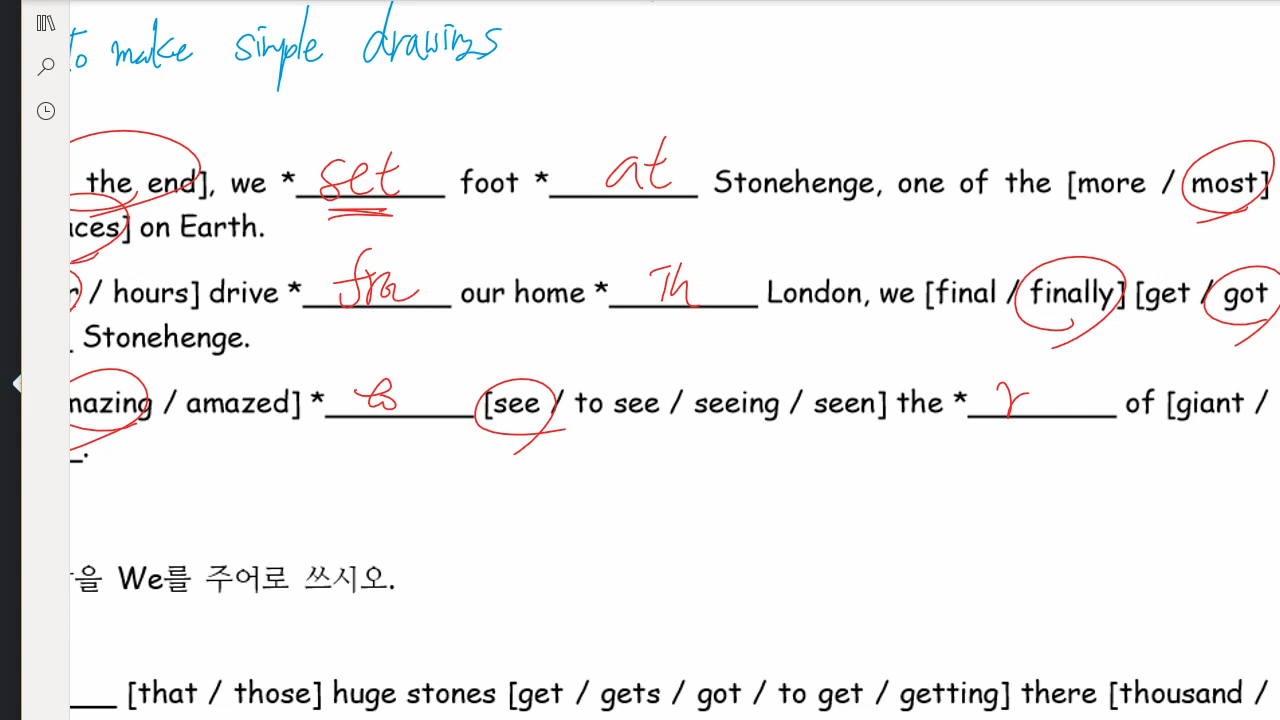 to make simple drawings
the end], we * set foot * at Stonehenge, one of the [more / most]
aces] on Earth.
/ hours] drive * fro our home * in London, we [final / finally] [get / got
Stonehenge.
mazing / amazed] * to [see / to see / seeing / seen] the * r of [giant /
을 We를 주어로 쓰시오.
[that / those] huge stones [get / gets / got / to get / getting] there [thousand /